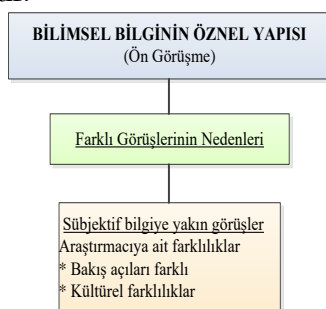 BİLİMSEL BİLGİNİN ÖZNEL YAPISI
(Ön Görüşme)
Farklı Görüşlerinin Nedenleri
Sübjektif bilgiye yakın görüşler
Araştırmacıya ait farklılıklar
* Bakış açıları farklı
* Kültürel farklılıklar